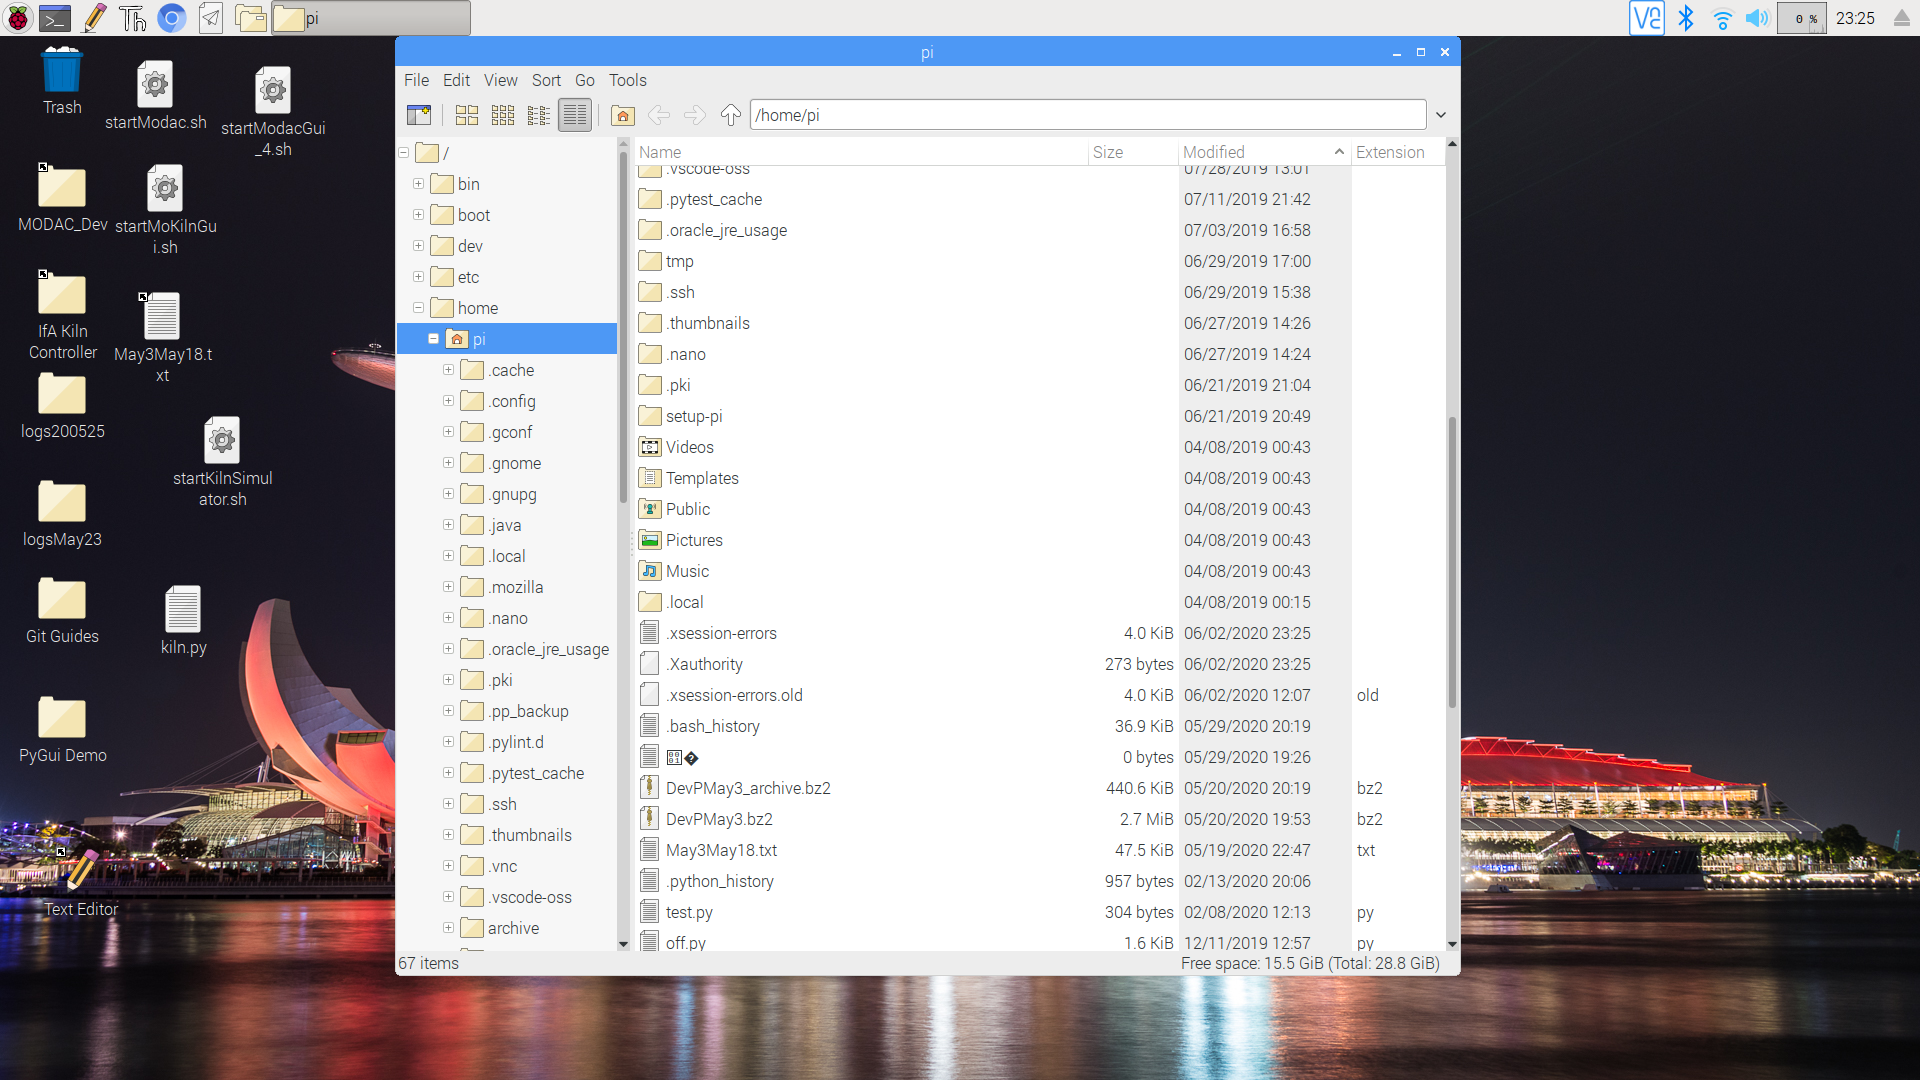 pi
0 %
23:25
Trash
startModac.sh
startModacGui
_4.sh
MODAC_Dev
startMoKilnGu
i.sh
IfA Kiln
Controller
May3May18.t
xt
logs200525
startKilnSimul
ator.sh
logsMay23
Git Guides
kiln.py
PyGui Demo
Text Editor
pi
File Edit View Sort Go Tools
/home/pi
/
bin
boot
dev
etc
home
pi
.cache
.config
.gconf
.gnome
.gnupg
.java
.local
.mozilla
.nano
.oracle_jre_usage
.pki
.pp_backup
.pylint.d
.pytest_cache
.ssh
.thumbnails
.vnc
.vscode-oss
archive
Name Size Modified Extension
.vscode-oss 07/28/2019 13:01
.pytest_cache 07/11/2019 21:42
.oracle_jre_usage 07/03/2019 16:58
tmp 06/29/2019 17:00
.ssh 06/29/2019 15:38
.thumbnails 06/27/2019 14:26
.nano 06/27/2019 14:24
.pki 06/21/2019 21:04
setup-pi 06/21/2019 20:49
Videos 04/08/2019 00:43
Templates 04/08/2019 00:43
Public 04/08/2019 00:43
Pictures 04/08/2019 00:43
Music 04/08/2019 00:43
.local 04/08/2019 00:15
.xsession-errors 4.0 KiB 06/02/2020 23:25
.Xauthority 273 bytes 06/02/2020 23:25
.xsession-errors.old 4.0 KiB 06/02/2020 12:07 old
.bash_history 36.9 KiB 05/29/2020 20:19
0 bytes 05/29/2020 19:26
DevPMay3_archive.bz2 440.6 KiB 05/20/2020 20:19 bz2
DevPMay3.bz2 2.7 MiB 05/20/2020 19:53 bz2
May3May18.txt 47.5 KiB 05/19/2020 22:47 txt
.python_history 957 bytes 02/13/2020 20:06
test.py 304 bytes 02/08/2020 12:13 py
off.py 1.6 KiB 12/11/2019 12:57 py
67 items
Free space: 15.5 GiB (Total: 28.8 GiB)